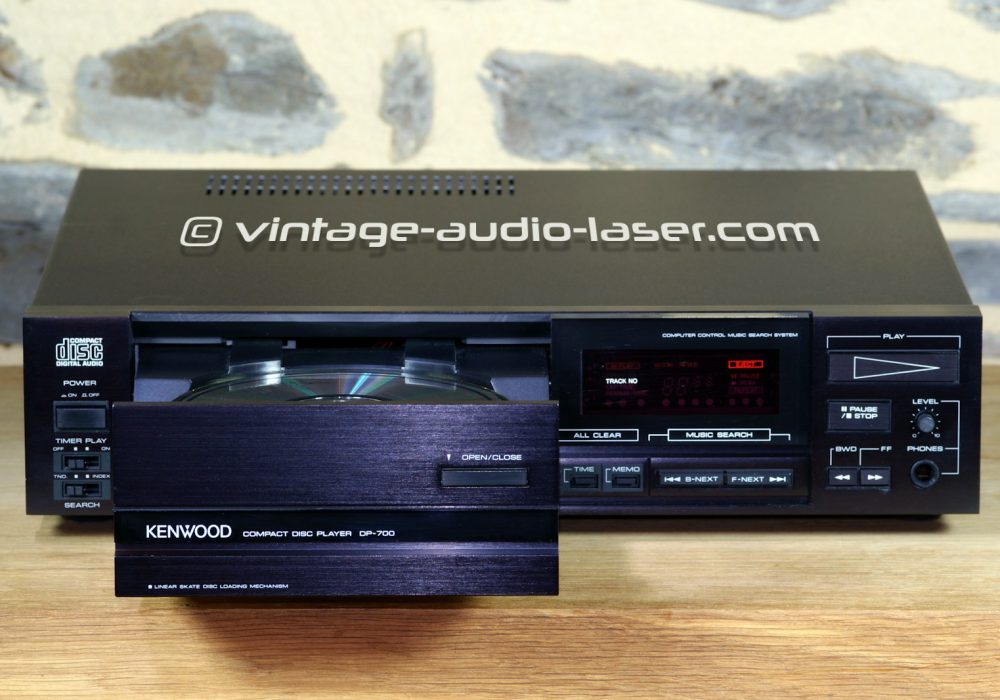 © vintage-audio-laser.com
COMPACT
disc
DIGITAL AUDIO
POWER
ON OFF
TIMER PLAY
OFF ON
TNO. INDEX
SEARCH
OPEN/CLOSE
KENWOOD COMPACT DISC PLAYER DP-700
LINEAR SKATE DISC LOADING MECHANISM
COMPUTER CONTROL MUSIC SEARCH SYSTEM
TRACK NO
ALL CLEAR
MUSIC SEARCH
TIME
MEMO
B-NEXT
F-NEXT
PLAY
PAUSE
/ STOP
LEVEL
0 10
BWD FF
PHONES